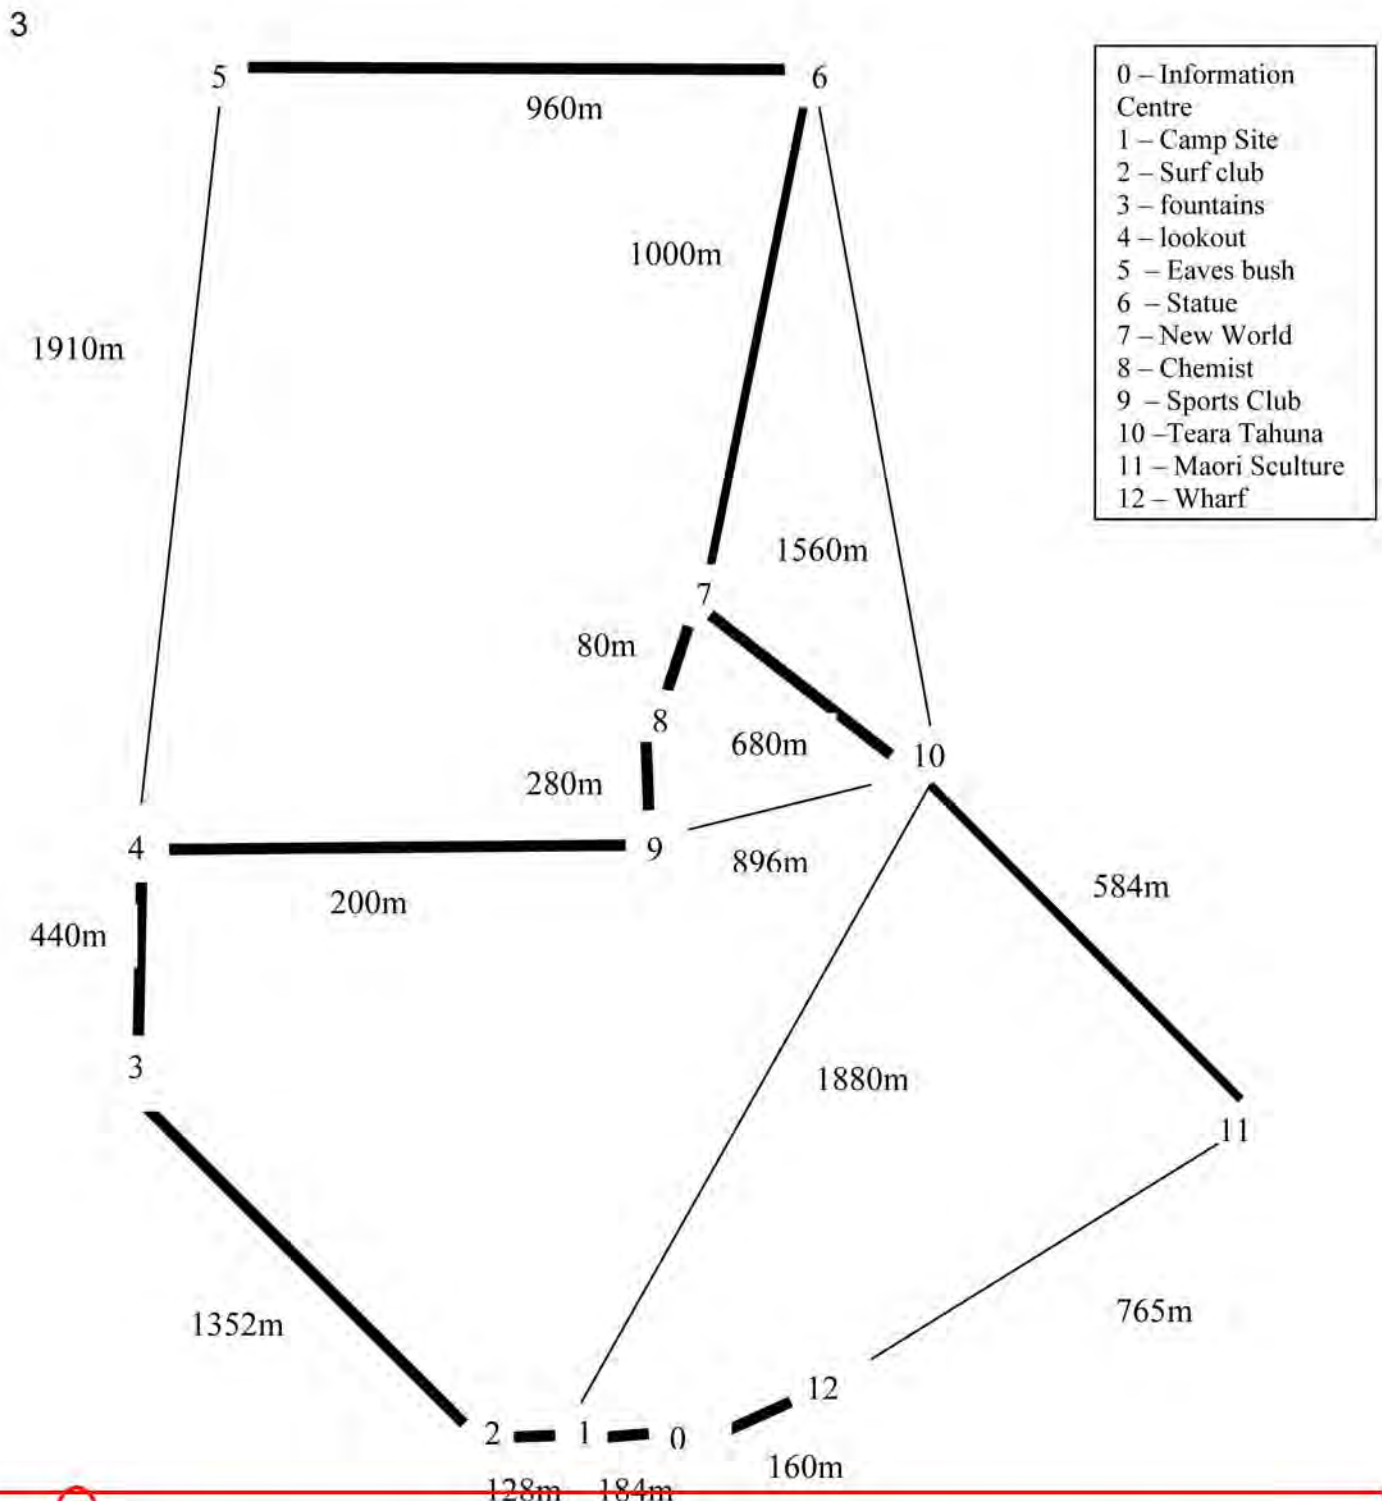 3
5
6
960m
0 – Information
Centre
1 – Camp Site
2 – Surf club
3 – fountains
4 – lookout
5 – Eaves bush
6 – Statue
7 – New World
8 – Chemist
9 – Sports Club
10 –Teara Tahuna
11 – Maori Sculture
12 – Wharf
1000m
1910m
1560m
7
80m
8
680m
10
280m
4
9
896m
200m
584m
440m
3
1880m
11
1352m
765m
12
2
1
0
160m
128m
184m